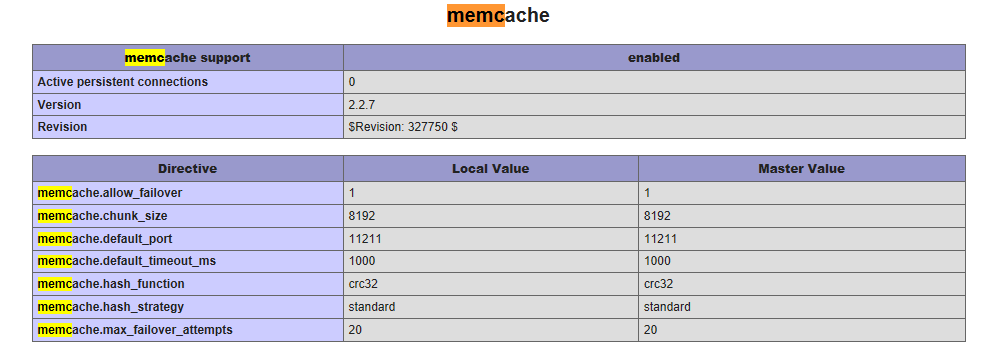 memcache
memcache support enabled
Active persistent connections 0
Version 2.2.7
Revision $Revision: 327750 $
Directive Local Value Master Value
memcache.allow_failover 1 1
memcache.chunk_size 8192 8192
memcache.default_port 11211 11211
memcache.default_timeout_ms 1000 1000
memcache.hash_function crc32 crc32
memcache.hash_strategy standard standard
memcache.max_failover_attempts 20 20